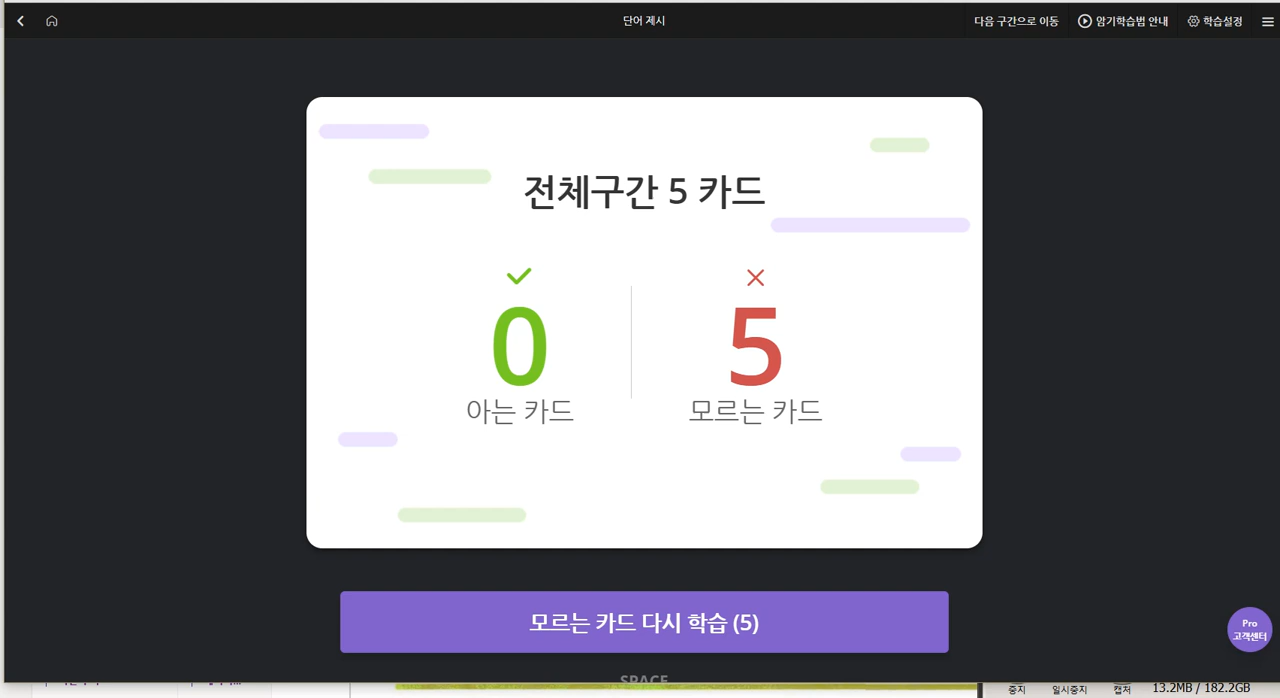 단어 제시
다음 구간으로 이동
암기학습법 안내
학습설정
전체구간 5 카드
0
아는 카드
5
모르는 카드
모르는 카드 다시 학습 (5)
Pro
고객센터
SPACE
중지
일시중지
캡처
13.2MB / 182.2GB